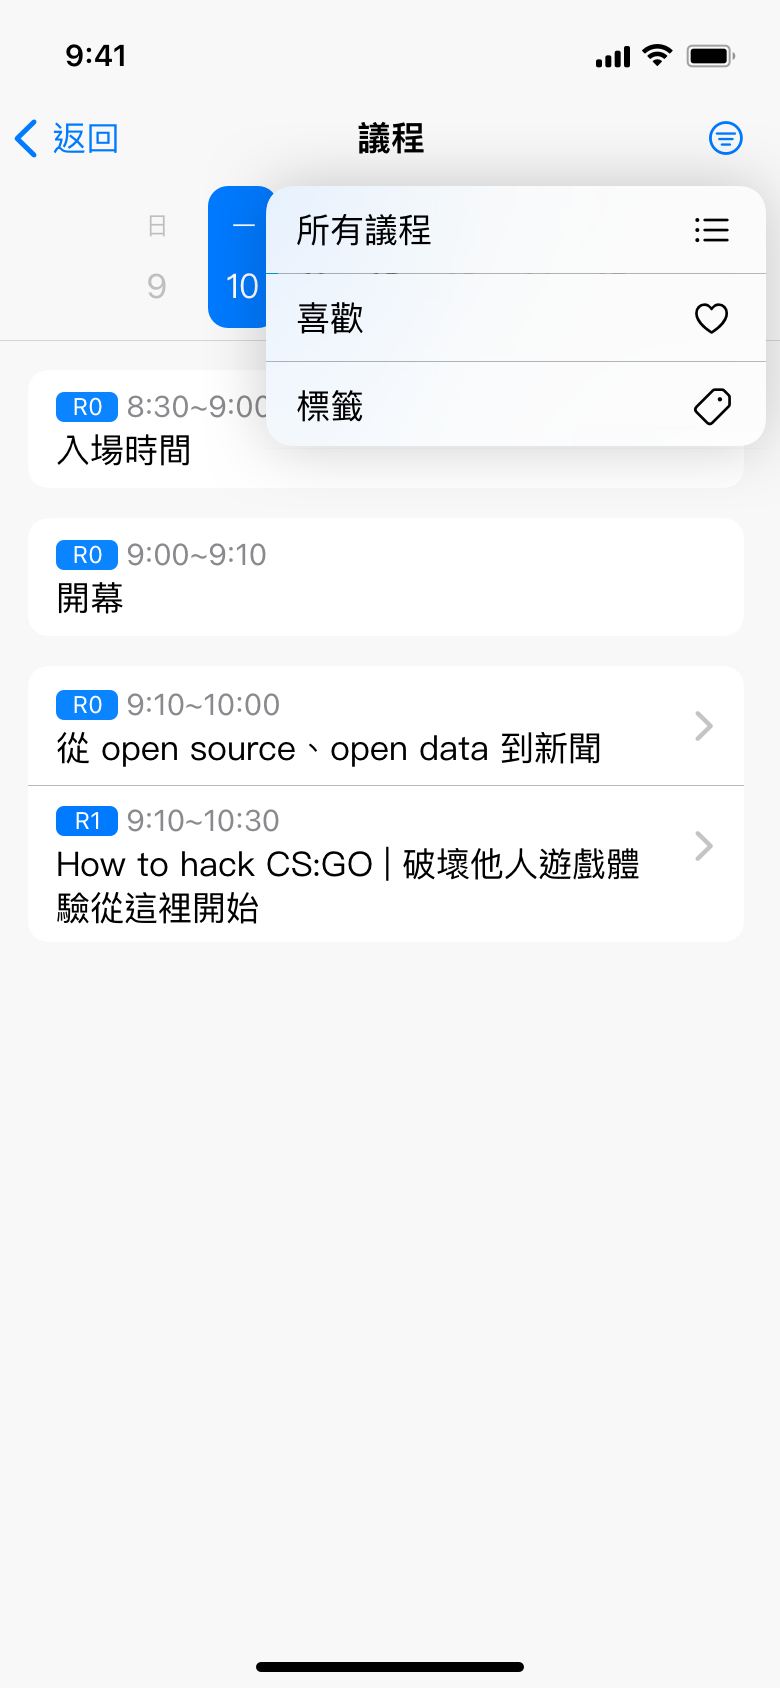 9:41
返回
議程
日
一
9
10
所有議程
喜歡
標籤
R0 8:30~9:00
入場時間
R0 9:00~9:10
開幕
R0 9:10~10:00
從 open source、open data 到新聞
R1 9:10~10:30
How to hack CS:GO | 破壞他人遊戲體
驗從這裡開始